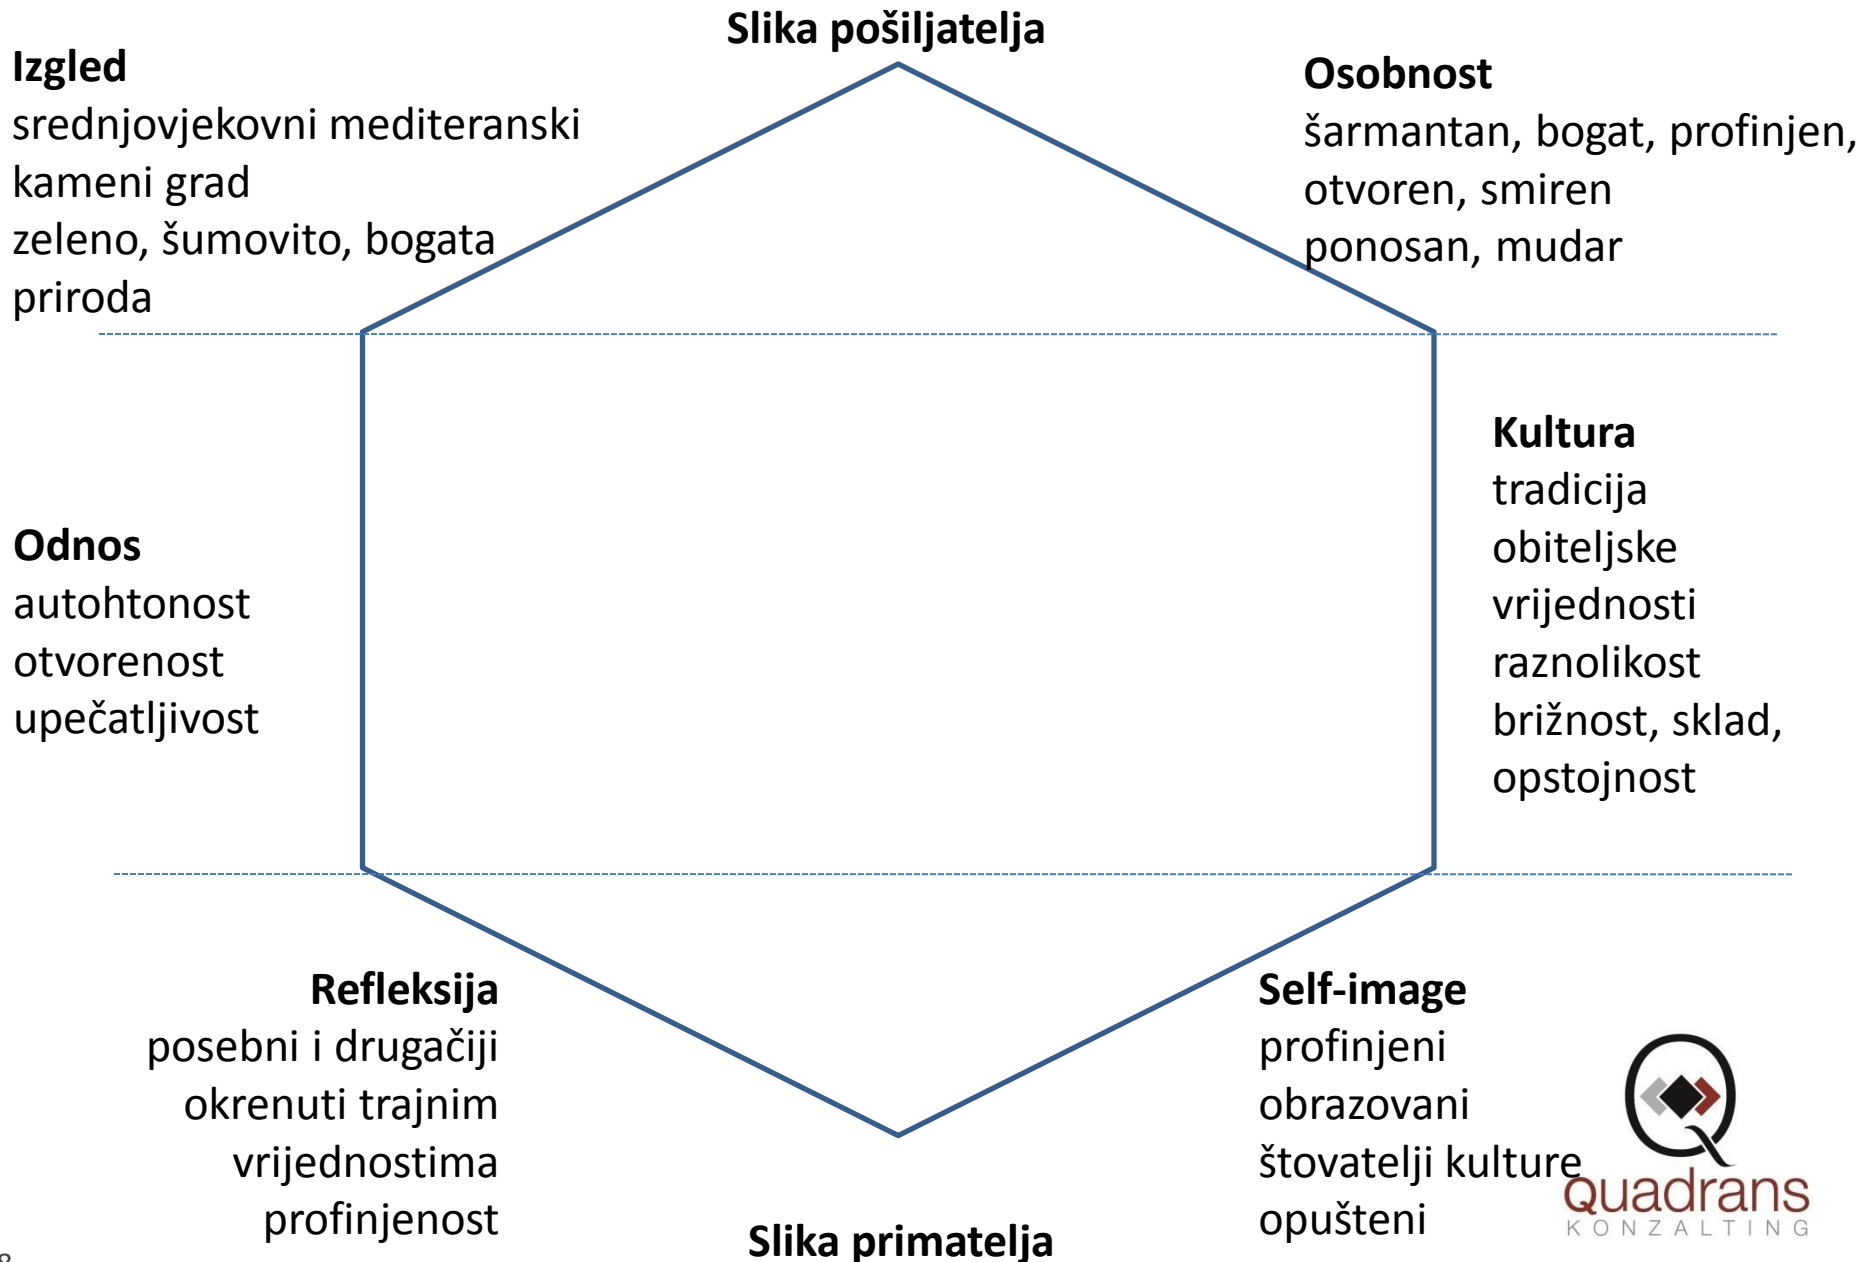 Slika pošiljatelja
Izgled
srednjovjekovni mediteranski
kameni grad
zeleno, šumovito, bogata
priroda
Osobnost
šarmantan, bogat, profinjen,
otvoren, smiren
ponosan, mudar
Odnos
autohtonost
otvorenost
upečatljivost
Kultura
tradicija
obiteljske
vrijednosti
raznolikost
brižnost, sklad,
opstojnost
Refleksija
posebni i drugačiji
okrenuti trajnim
vrijednostima
profinjenost
Self-image
profinjeni
obrazovani
štovatelji kulture
opušteni
Slika primatelja
Quadrans
KONZALTING